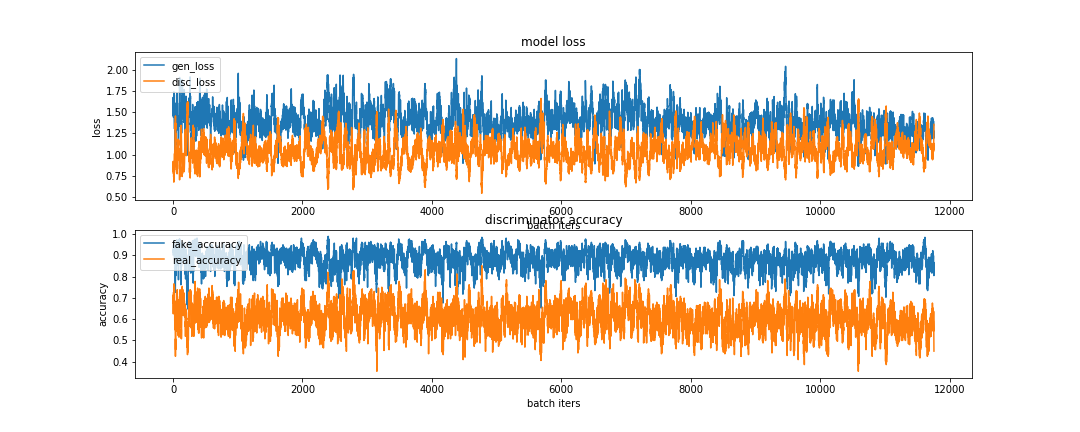 model loss
gen_loss
disc_loss
2.00
1.75
1.50
1.25
1.00
0.75
0.50
loss
0 2000 4000 6000 8000 10000 12000
batch iters
discriminator accuracy
fake_accuracy
real_accuracy
1.0
0.9
0.8
0.7
0.6
0.5
0.4
accuracy
0 2000 4000 6000 8000 10000 12000
batch iters